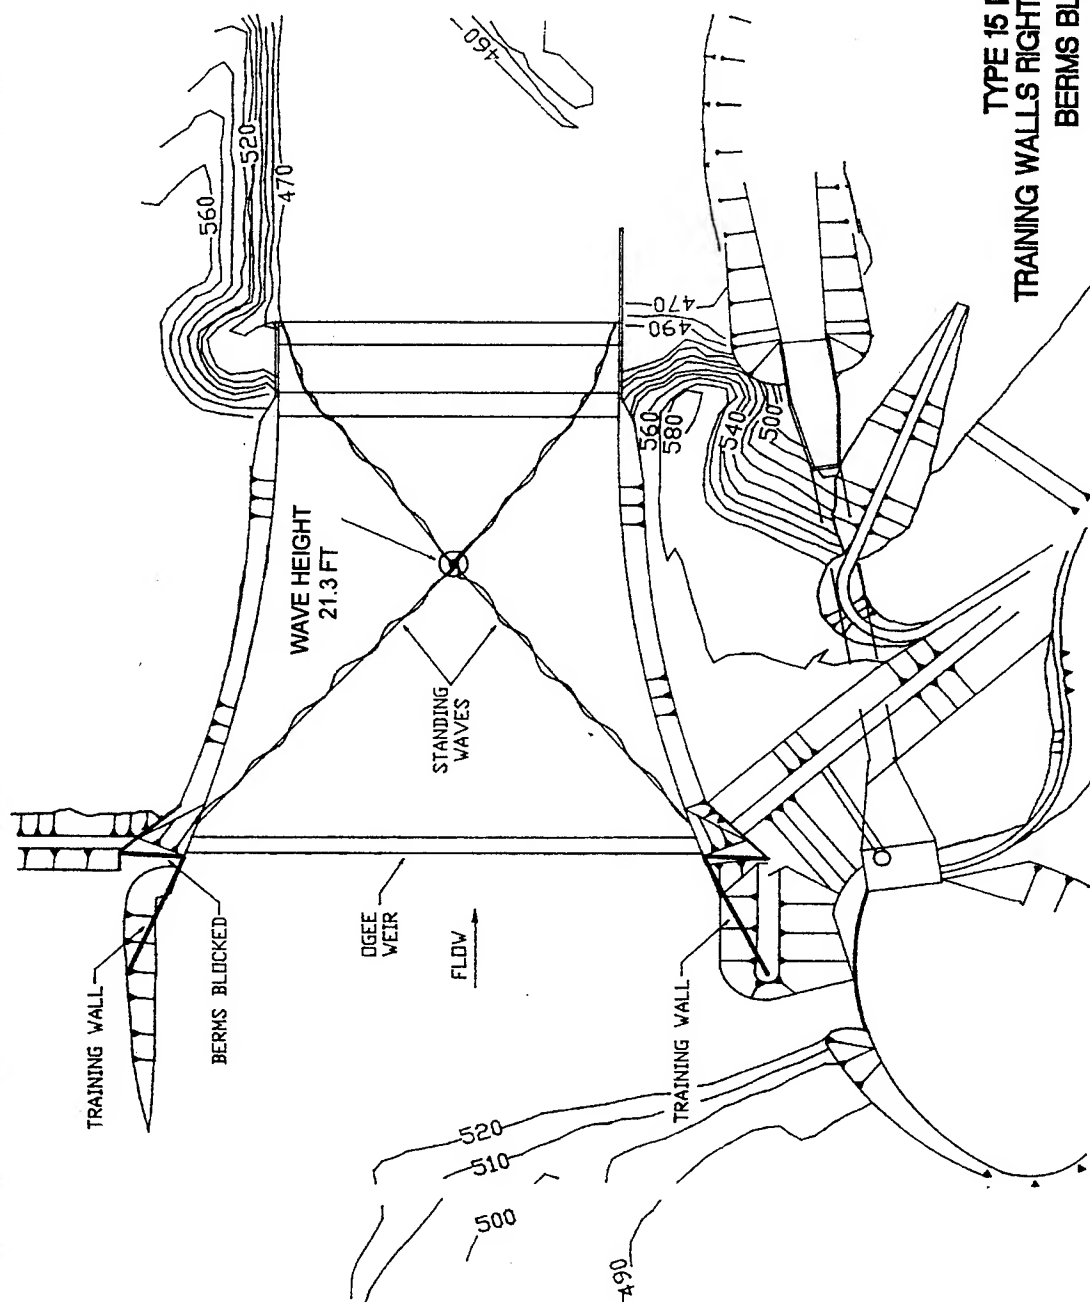 460
520
560
470
470
490
WAVE HEIGHT
21.3 FT
560
580
540
500
STANDING
WAVES
TRAINING WALL
BERMS BLOCKED
OGEE
WEIR
FLOW
TRAINING WALL
520
510
500
490
TYPE 15
TRAINING WALLS RIGHT
BERMS